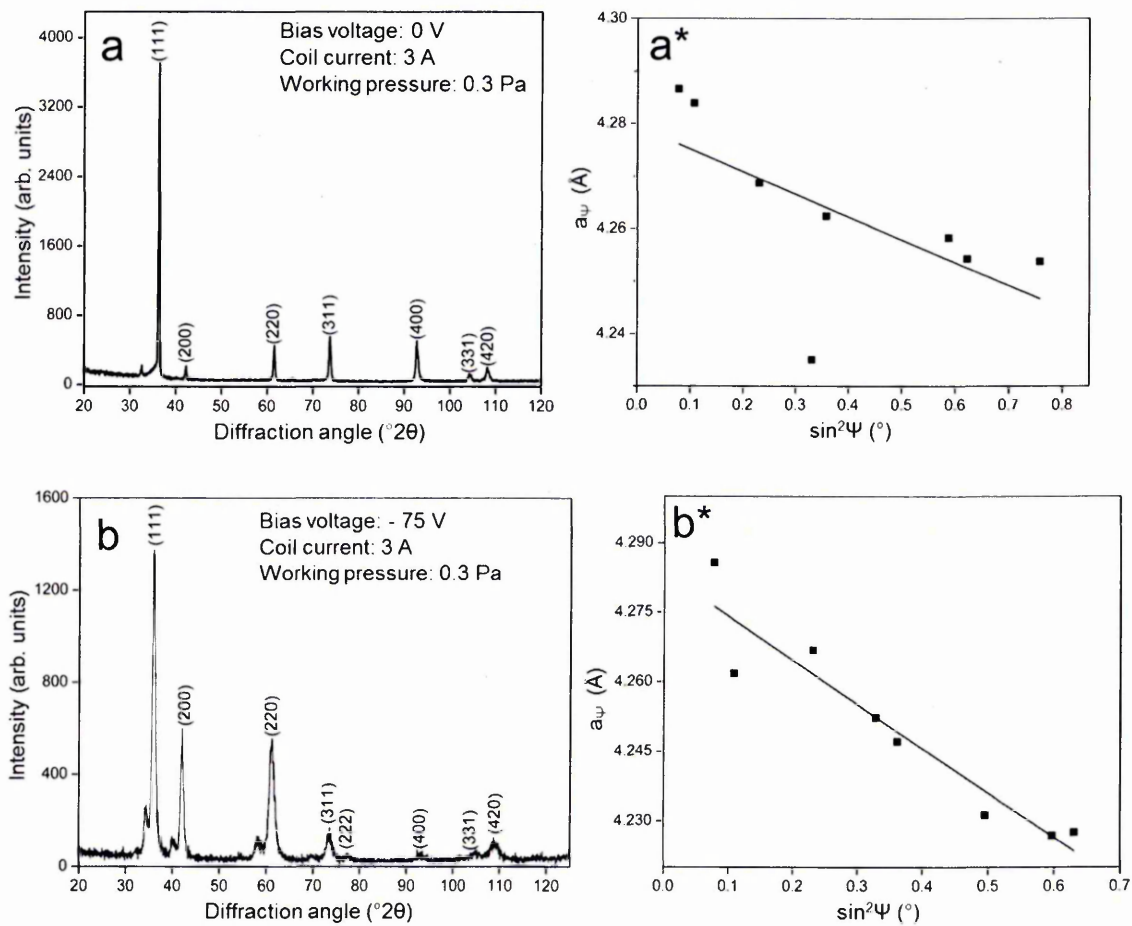 a
Bias voltage: 0 V
Coil current: 3 A
Working pressure: 0.3 Pa
(111)
(200)
(220)
(311)
(400)
(331)
(420)
4000
3200
2400
1600
800
0
Intensity (arb. units)
20 30 40 50 60 70 80 90 100 110 120
Diffraction angle (°2θ)
a*
4.30
4.28
4.26
4.24
aψ (Å)
0.0 0.1 0.2 0.3 0.4 0.5 0.6 0.7 0.8
sin²Ψ (°)
b
Bias voltage: - 75 V
Coil current: 3 A
Working pressure: 0.3 Pa
(111)
(200)
(220)
(311)
(222)
(400)
(331)
(420)
1600
1200
800
400
0
Intensity (arb. units)
20 30 40 50 60 70 80 90 100 110 120
Diffraction angle (°2θ)
b*
4.290
4.275
4.260
4.245
4.230
aψ (Å)
0.0 0.1 0.2 0.3 0.4 0.5 0.6 0.7
sin²Ψ (°)